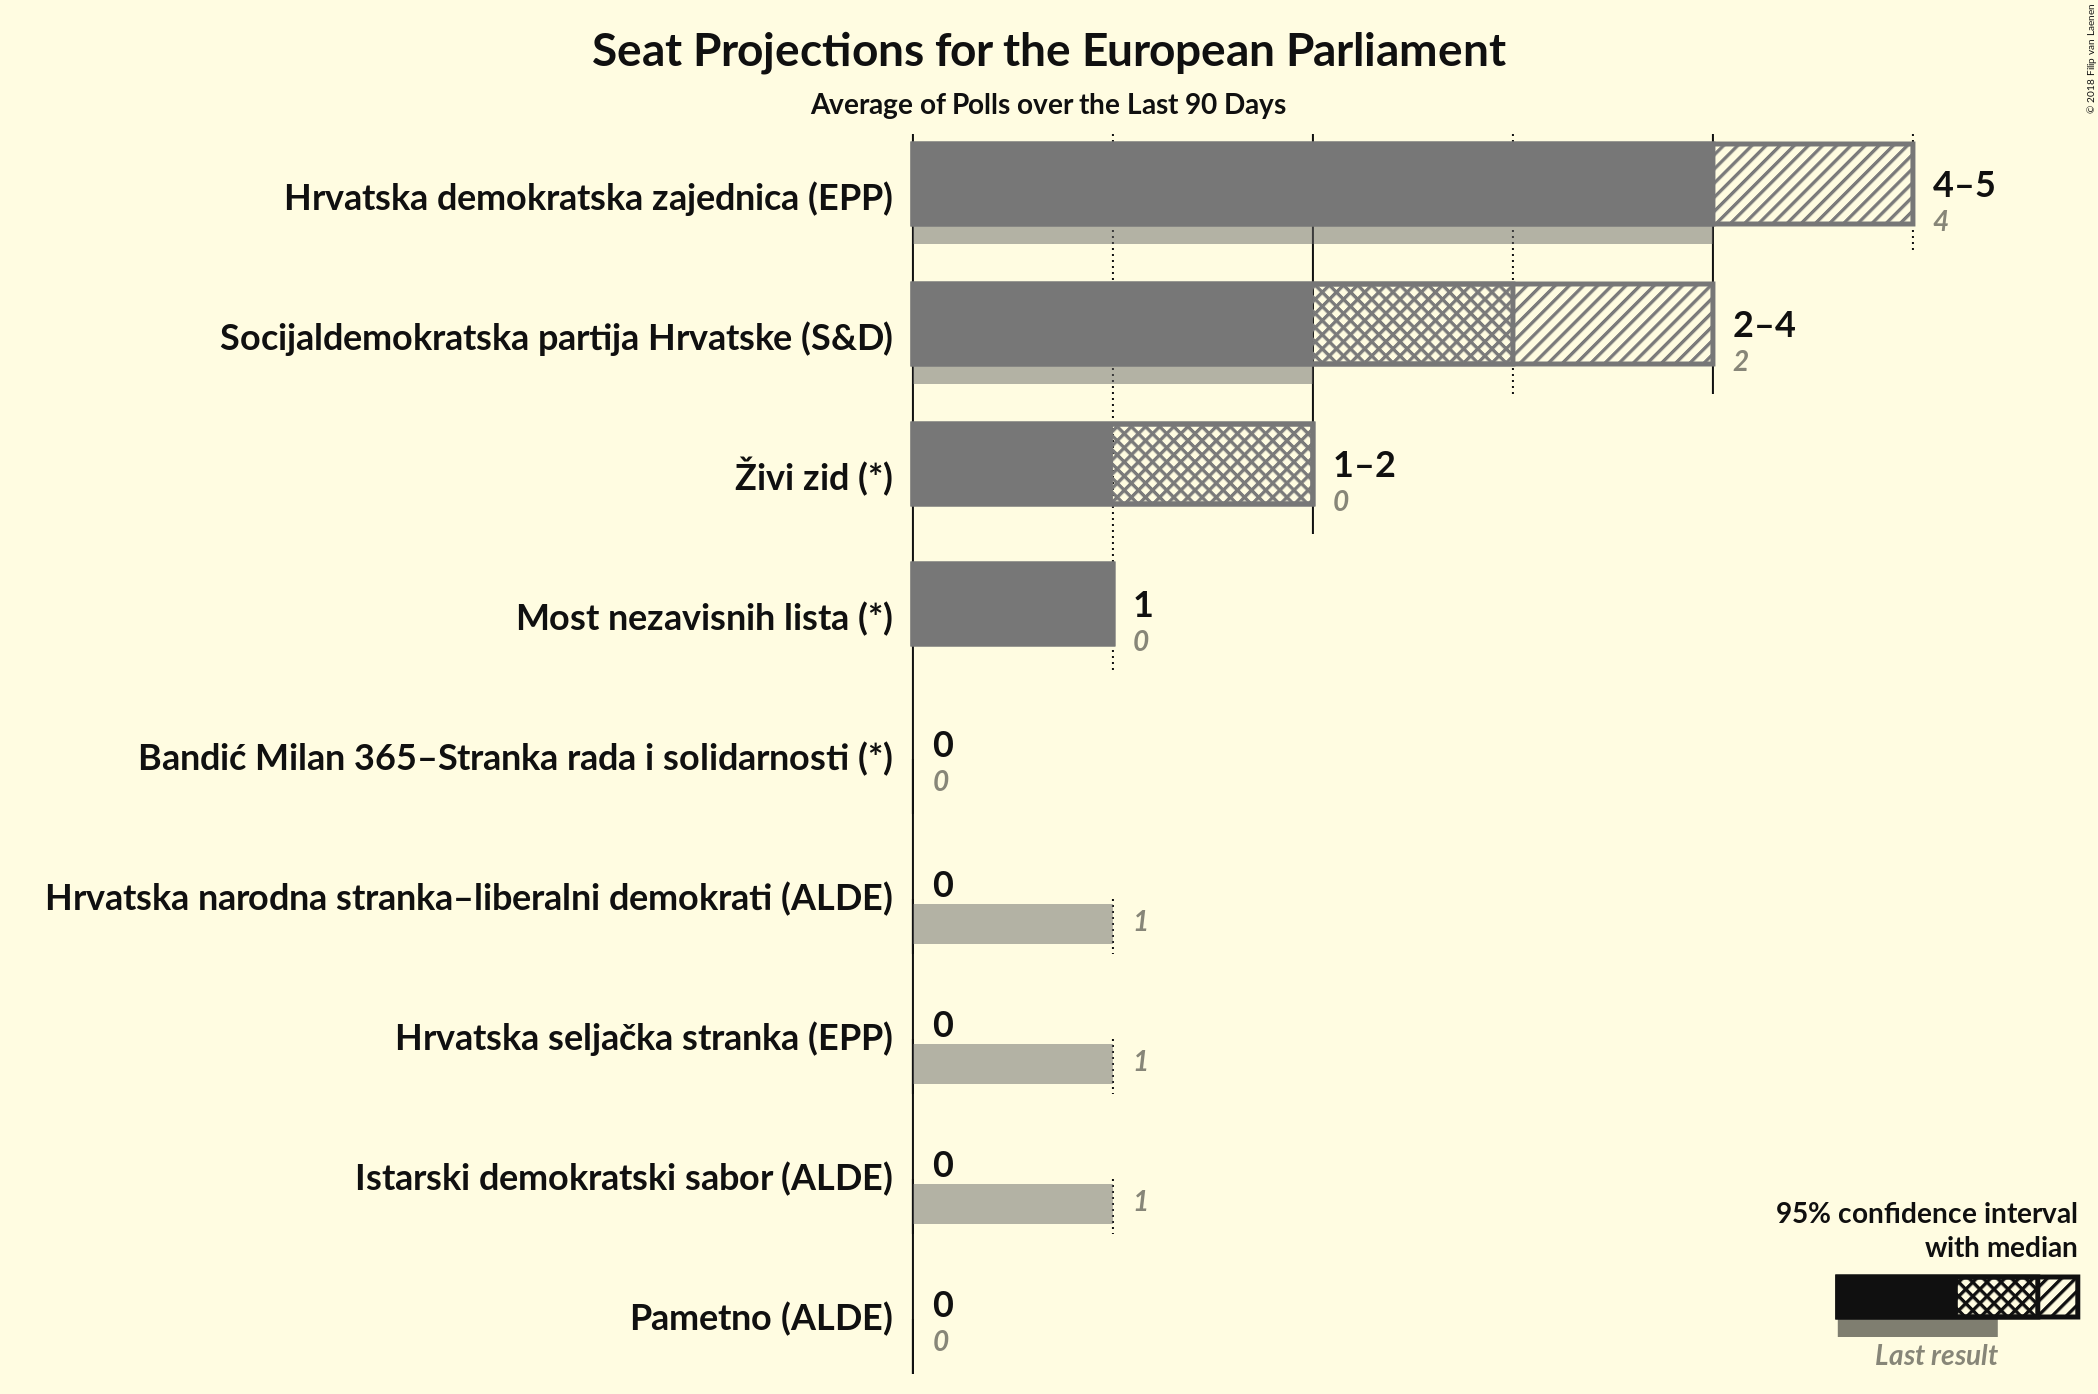 Seat Projections for the European Parliament
Average of Polls over the Last 90 Days
© 2018 Filip van Laenen
Hrvatska demokratska zajednica (EPP)
4–5
4
Socijaldemokratska partija Hrvatske (S&D)
2–4
2
Živi zid (*)
1–2
0
Most nezavisnih lista (*)
1
0
Bandić Milan 365–Stranka rada i solidarnosti (*)
0
0
Hrvatska narodna stranka–liberalni demokrati (ALDE)
0
1
Hrvatska seljačka stranka (EPP)
0
1
Istarski demokratski sabor (ALDE)
0
1
Pametno (ALDE)
0
0
95% confidence interval
with median
Last result